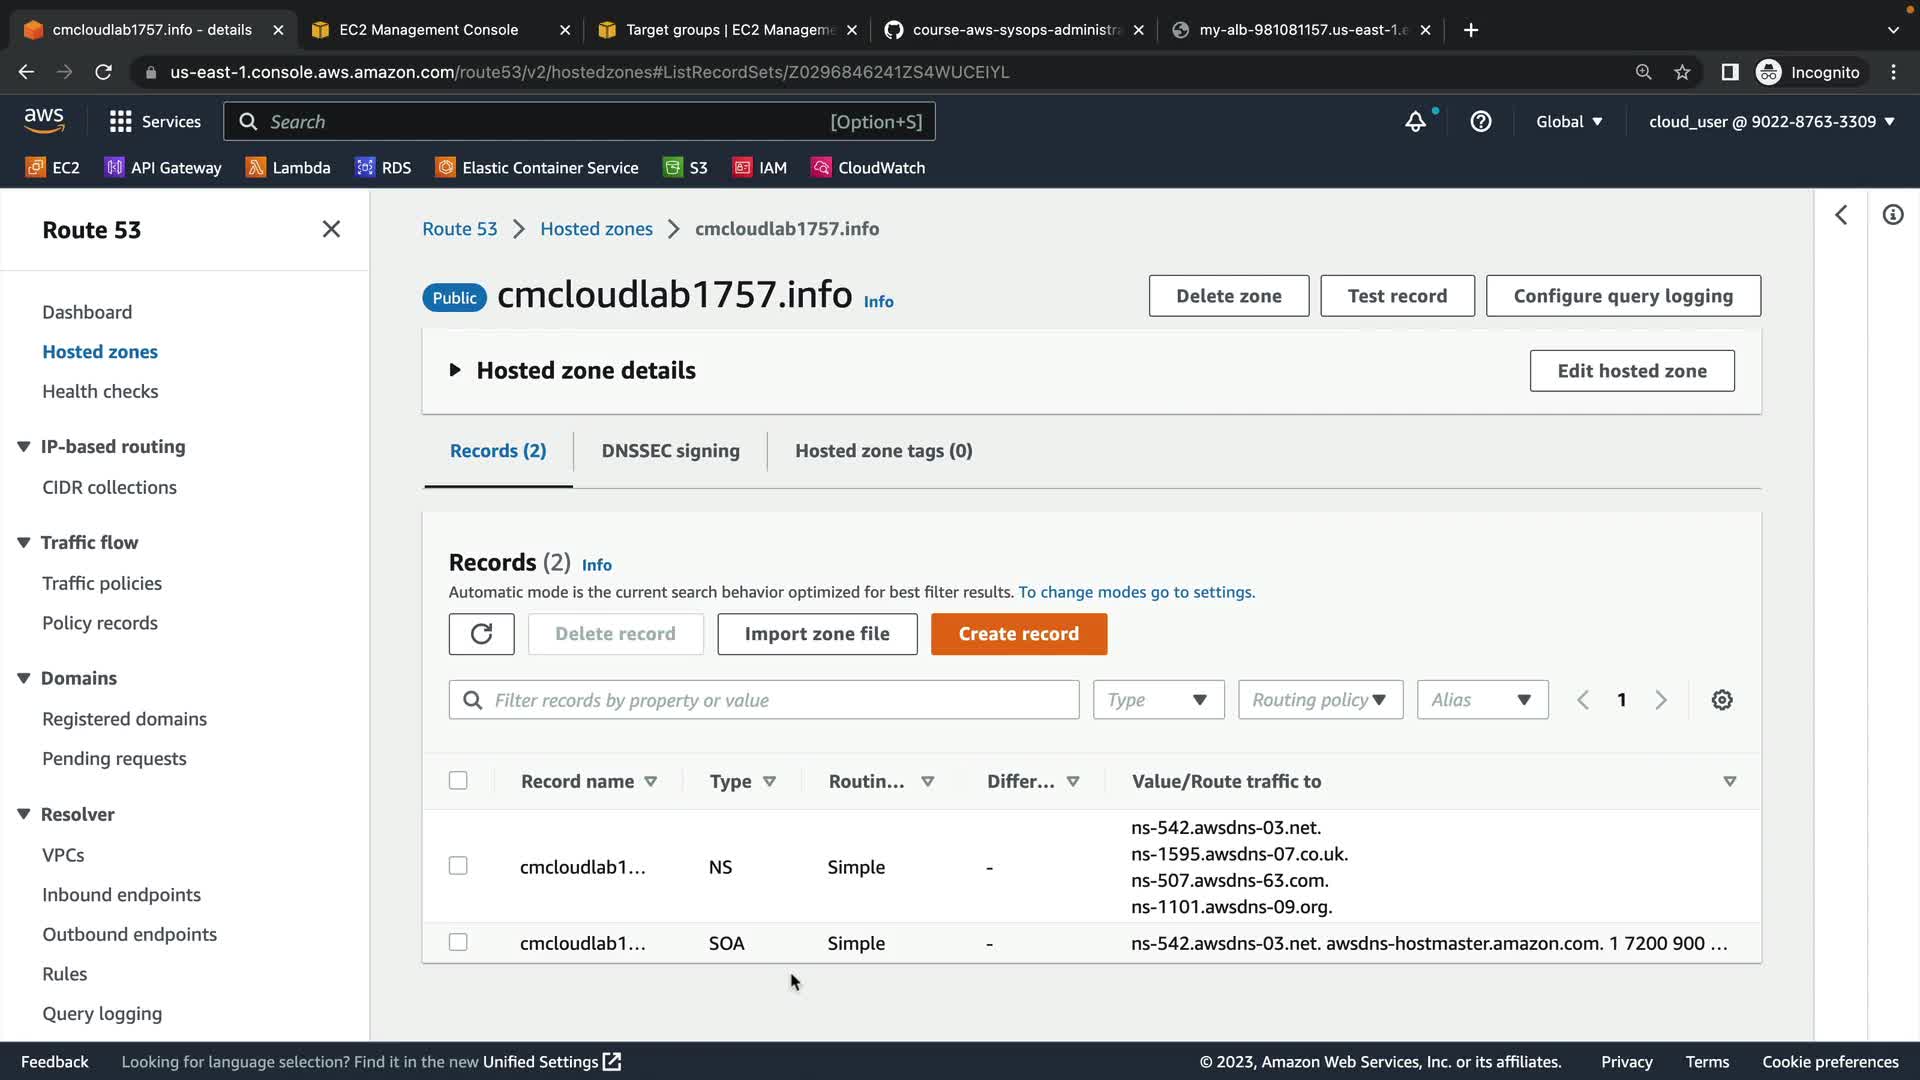 cmcloudlab1757.info - details
EC2 Management Console
Target groups | EC2 Manageme
course-aws-sysops-administra
my-alb-981081157.us-east-1.e
us-east-1.console.aws.amazon.com/route53/v2/hostedzones#ListRecordSets/Z0296846241ZS4WUCEIYL
Incognito
aws
Services
Search
[Option+S]
Global
cloud_user @ 9022-8763-3309
EC2
API Gateway
Lambda
RDS
Elastic Container Service
S3
IAM
CloudWatch
Route 53
Dashboard
Hosted zones
Health checks
IP-based routing
CIDR collections
Traffic flow
Traffic policies
Policy records
Domains
Registered domains
Pending requests
Resolver
VPCs
Inbound endpoints
Outbound endpoints
Rules
Query logging
Route 53 > Hosted zones > cmcloudlab1757.info
Public cmcloudlab1757.info Info
Delete zone
Test record
Configure query logging
Hosted zone details
Edit hosted zone
Records (2)
DNSSEC signing
Hosted zone tags (0)
Records (2) Info
Automatic mode is the current search behavior optimized for best filter results. To change modes go to settings.
Delete record
Import zone file
Create record
Filter records by property or value
Type
Routing policy
Alias
1
Record name
Type
Routin...
Differ...
Value/Route traffic to
cmcloudlab1...
NS
Simple
-
ns-542.awsdns-03.net.
ns-1595.awsdns-07.co.uk.
ns-507.awsdns-63.com.
ns-1101.awsdns-09.org.
cmcloudlab1...
SOA
Simple
-
ns-542.awsdns-03.net. awsdns-hostmaster.amazon.com. 1 7200 900 ...
Feedback
Looking for language selection? Find it in the new Unified Settings
© 2023, Amazon Web Services, Inc. or its affiliates.
Privacy
Terms
Cookie preferences